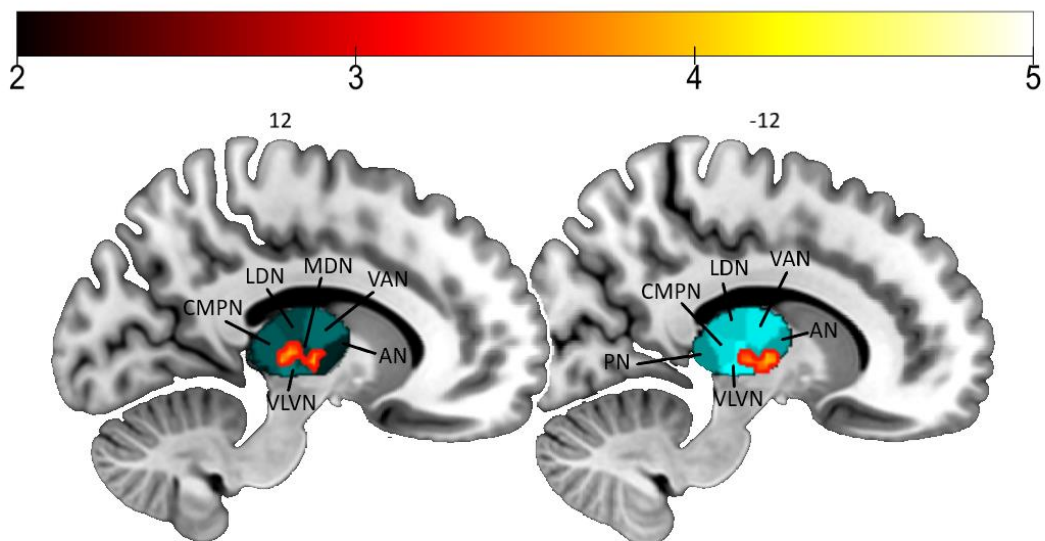 2 3 4 5
12 -12
LDN MDN VAN LDN VAN
CMPN CMPN
AN AN
PN
VLVN VLVN